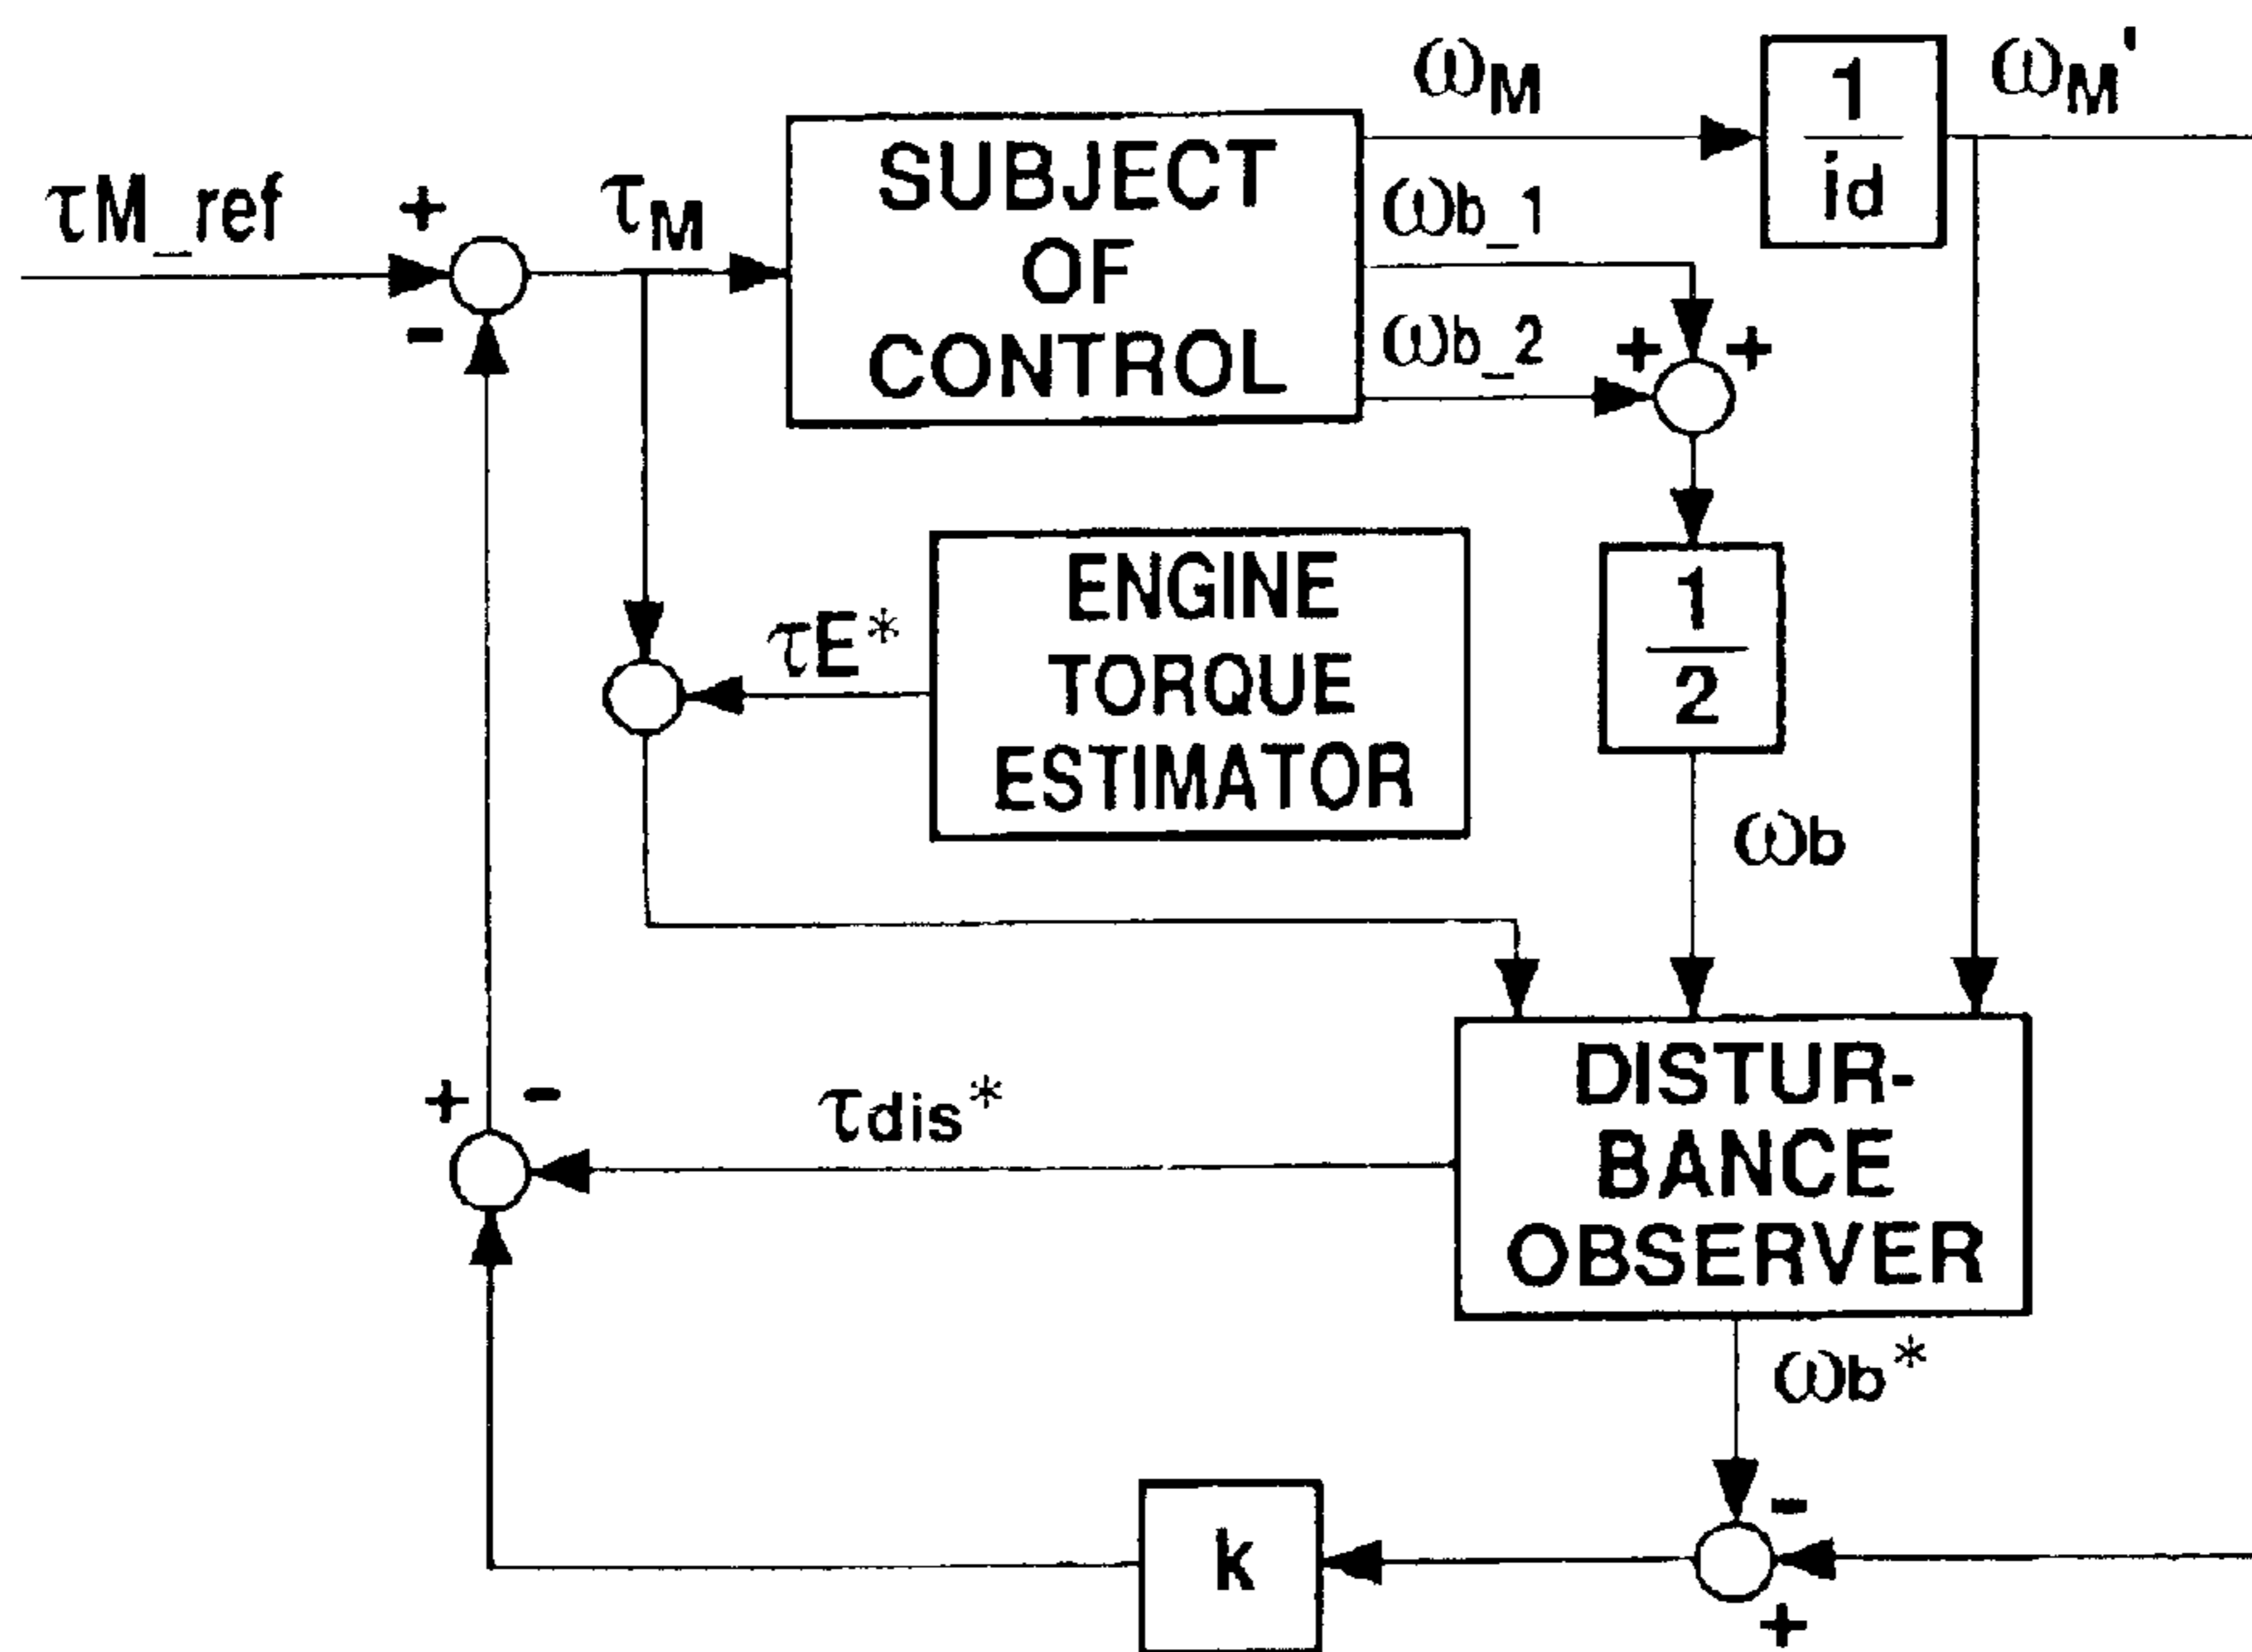 ωM
1
id
ωM'
τM_ref
+
-
τM
SUBJECT
OF
CONTROL
ωb_1
ωb_2
+ +
τE*
ENGINE
TORQUE
ESTIMATOR
1
2
ωb
+ -
τdis*
DISTUR-
BANCE
OBSERVER
ωb*
-
k
+